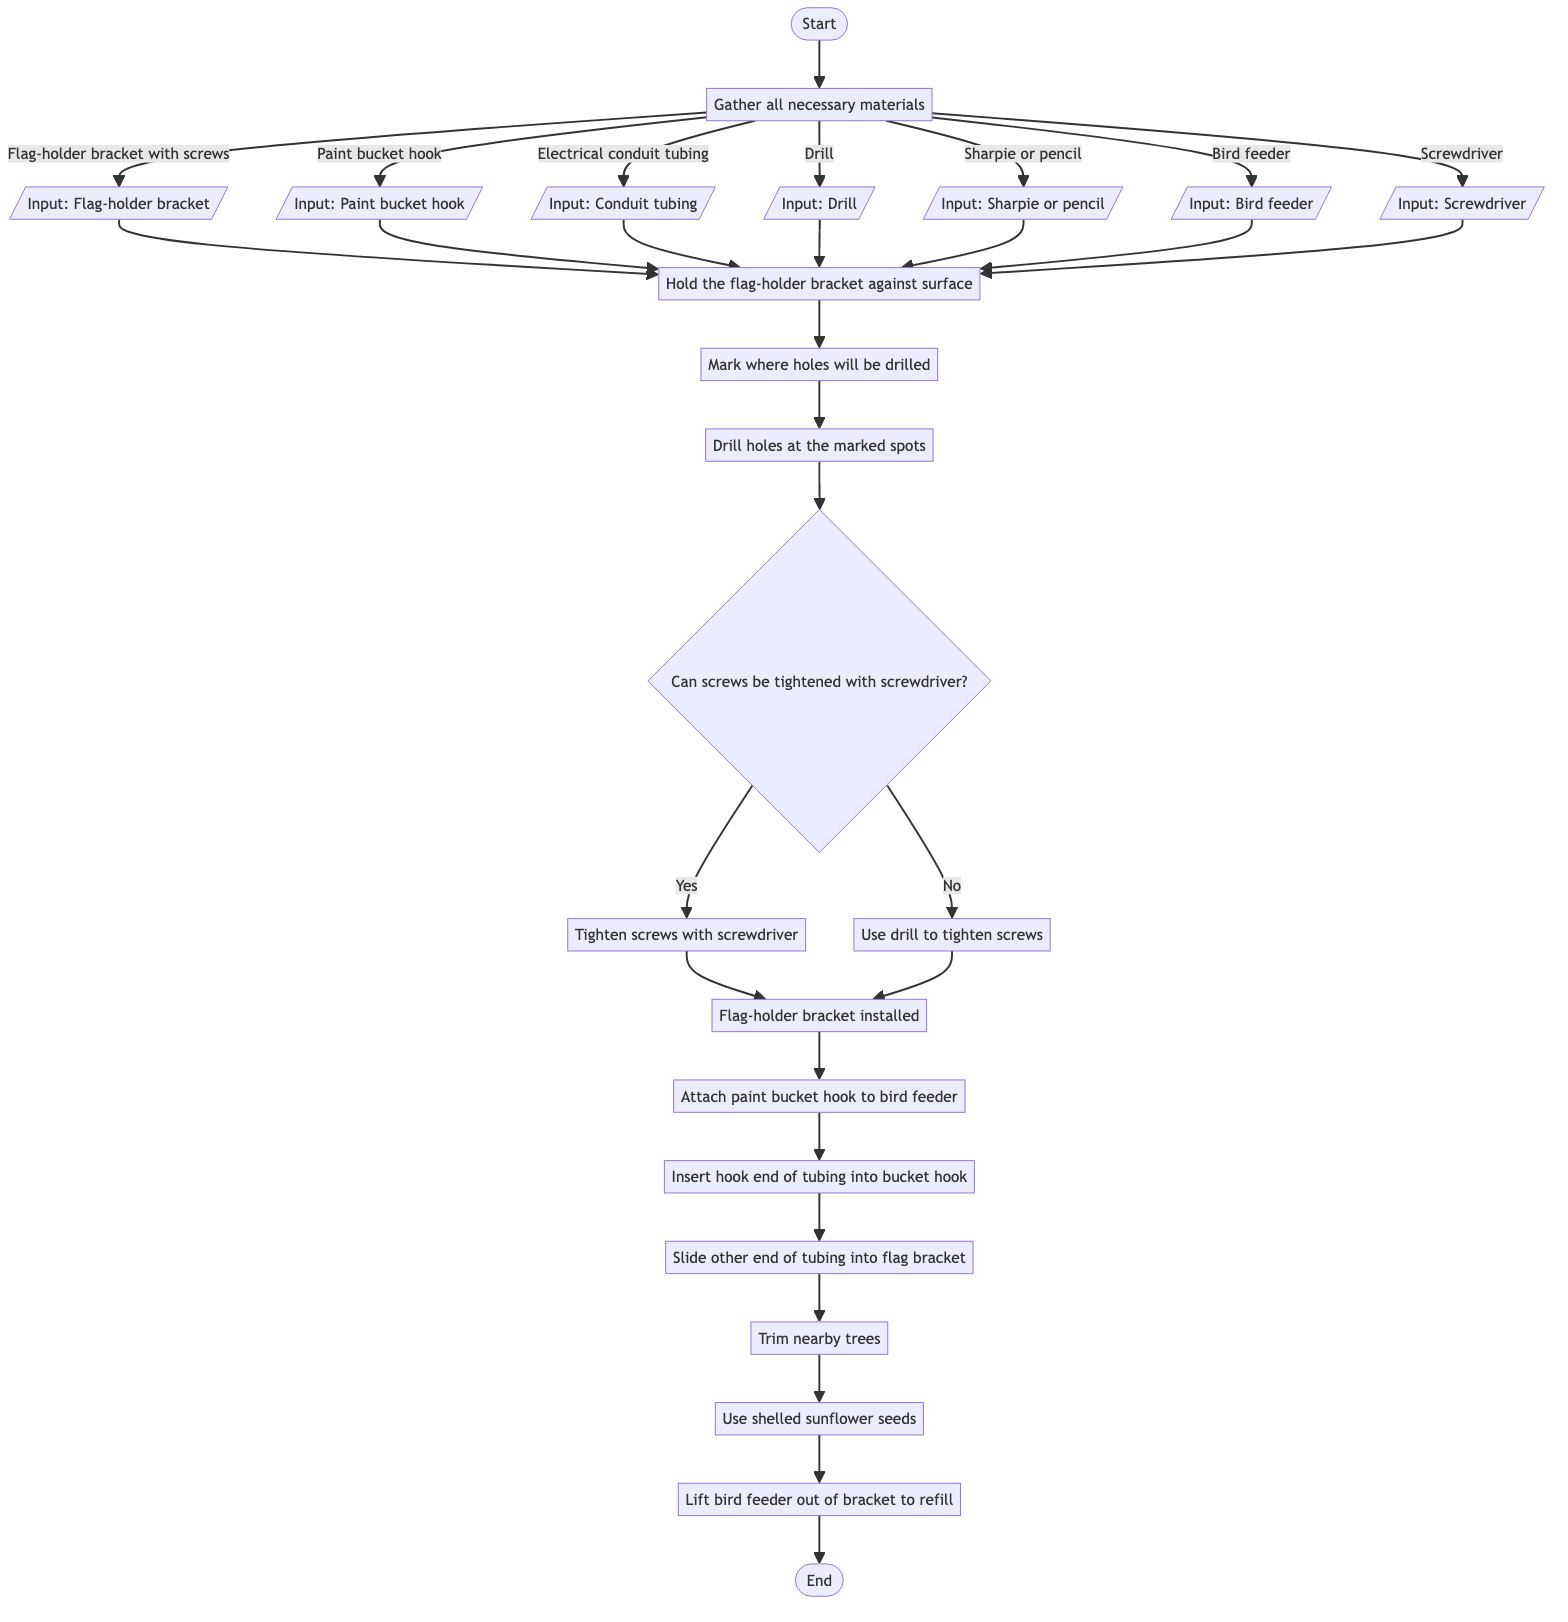 Start
Gather all necessary materials
Flag-holder bracket with screws
Paint bucket hook
Electrical conduit tubing
Drill
Sharpie or pencil
Bird feeder
Screwdriver
Input: Flag-holder bracket
Input: Paint bucket hook
Input: Conduit tubing
Input: Drill
Input: Sharpie or pencil
Input: Bird feeder
Input: Screwdriver
Hold the flag-holder bracket against surface
Mark where holes will be drilled
Drill holes at the marked spots
Can screws be tightened with screwdriver?
Yes
No
Tighten screws with screwdriver
Use drill to tighten screws
Flag-holder bracket installed
Attach paint bucket hook to bird feeder
Insert hook end of tubing into bucket hook
Slide other end of tubing into flag bracket
Trim nearby trees
Use shelled sunflower seeds
Lift bird feeder out of bracket to refill
End